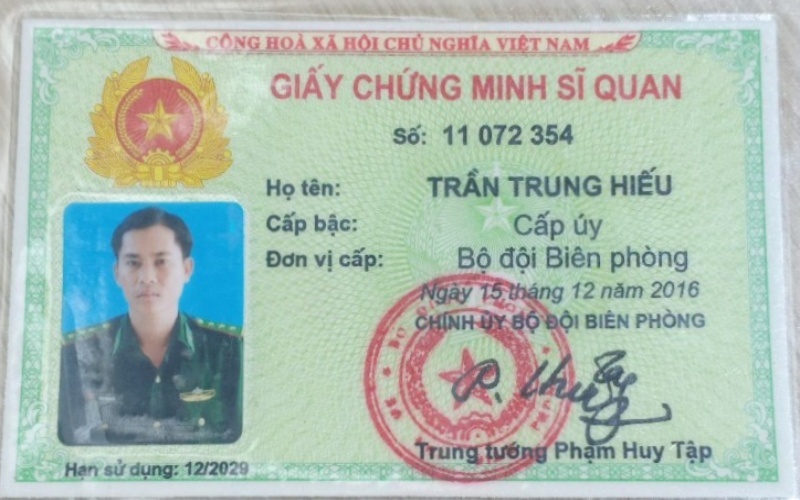 CỘNG HOÀ XÃ HỘI CHỦ NGHĨA VIỆT NAM
GIẤY CHỨNG MINH SĨ QUAN
Số: 11 072 354
Họ tên: TRẦN TRUNG HIẾU
Cấp bậc: Cấp úy
Đơn vị cấp: Bộ đội Biên phòng
Ngày 15 tháng 12 năm 2016
CHÍNH ỦY BỘ ĐỘI BIÊN PHÒNG
Trung tướng Phạm Huy Tập
Hạn sử dụng: 12/2029